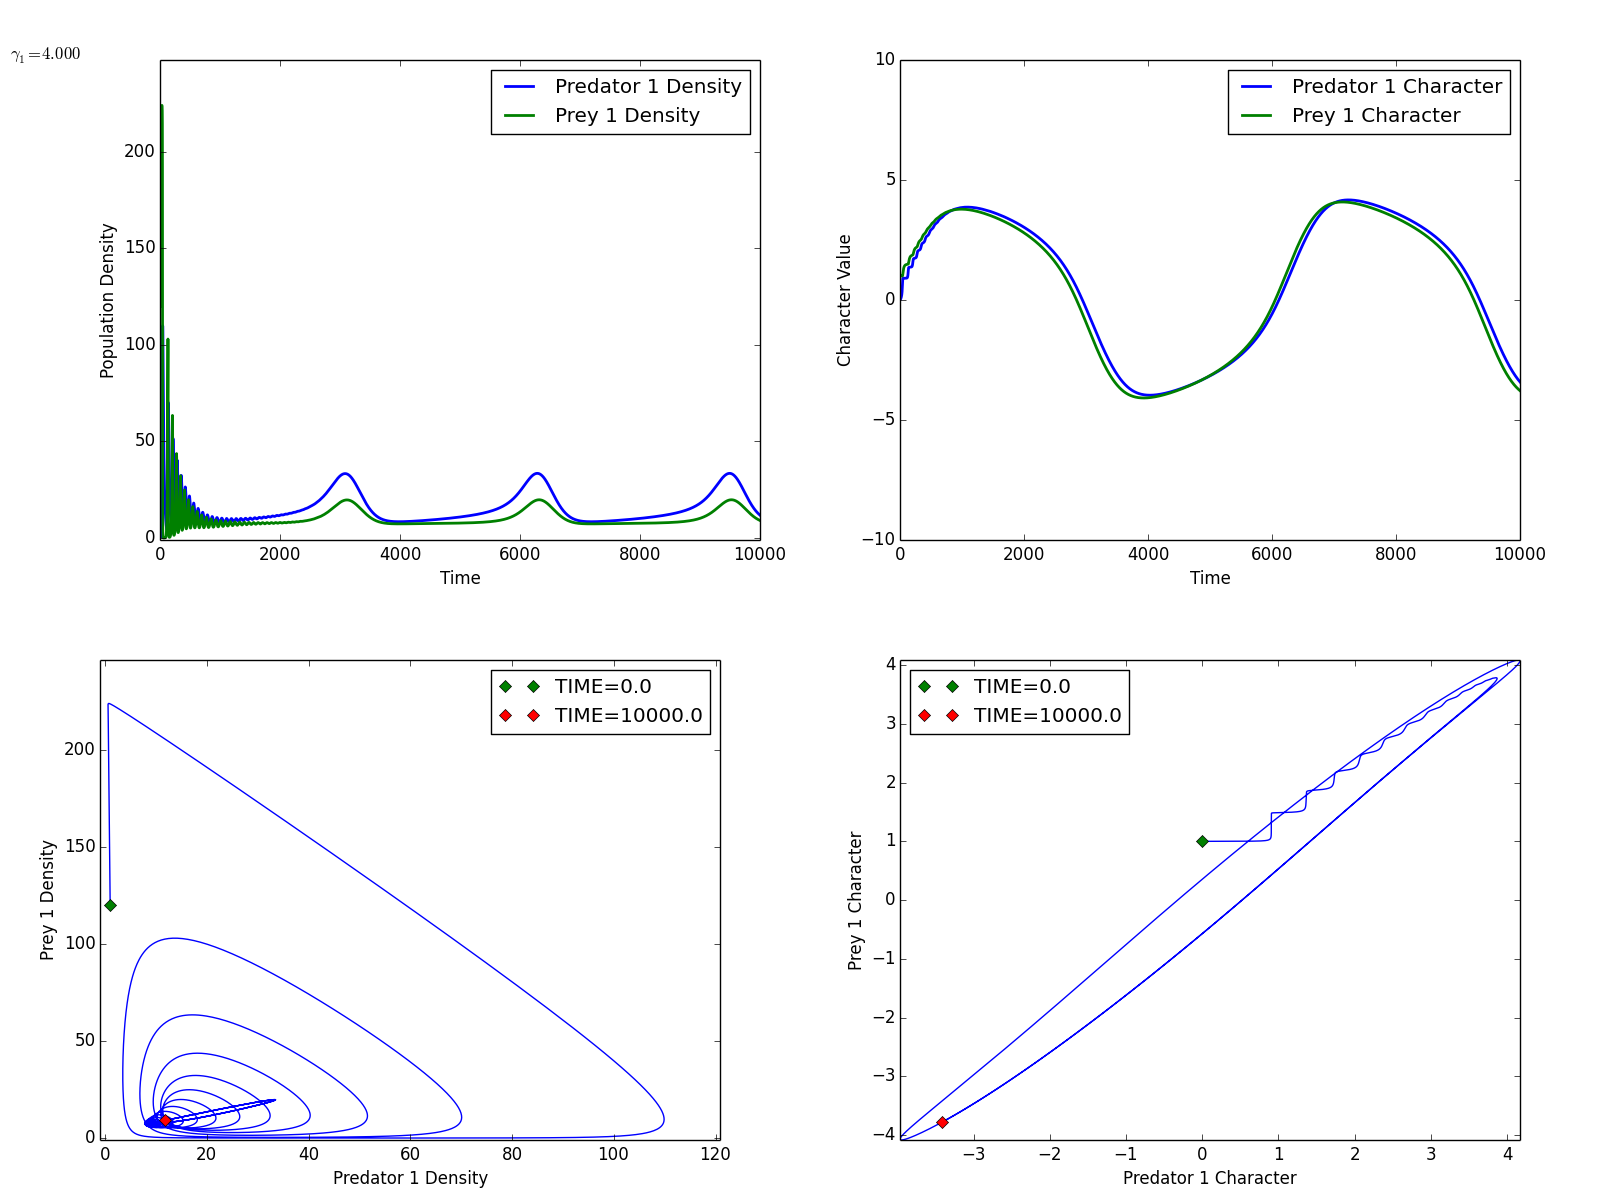 γ₁=4.000
Predator 1 Density
Prey 1 Density
200
150
100
50
0
Population Density
0 2000 4000 6000 8000 10000
Time
Predator 1 Character
Prey 1 Character
10
5
0
−5
−10
Character Value
0 2000 4000 6000 8000 10000
Time
TIME=0.0
TIME=10000.0
200
150
100
50
0
Prey 1 Density
0 20 40 60 80 100 120
Predator 1 Density
TIME=0.0
TIME=10000.0
4
3
2
1
0
−1
−2
−3
−4
Prey 1 Character
−3 −2 −1 0 1 2 3 4
Predator 1 Character